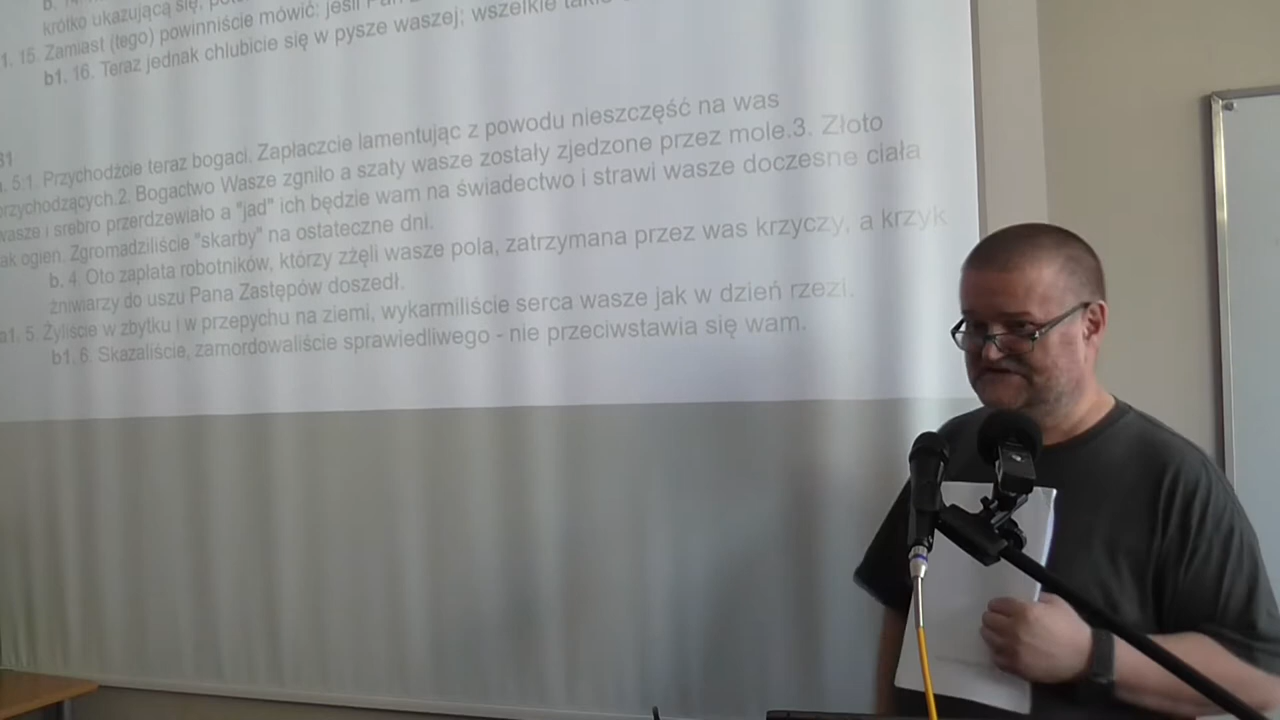 b.
krótko ukazującą się,
1. 15. Zamiast (tego) powinniście mówić: jeśli Pan
b1. 16. Teraz jednak chlubicie się w pysze waszej; wszelkie takie
B1
5:1. Przychodźcie teraz bogaci. Zapłaczcie lamentując z powodu nieszczęść na was
przychodzących.2. Bogactwo Wasze zgniło a szaty wasze zostały zjedzone przez mole.3. Złoto
wasze i srebro przerdzewiało a "jad" ich będzie wam na świadectwo i strawi wasze doczesne ciała
ak ogien. Zgromadziliście "skarby" na ostateczne dni.
b. 4. Oto zapłata robotników, którzy zżęli wasze pola, zatrzymana przez was krzyczy, a krzyk
żniwiarzy do uszu Pana Zastępów doszedł.
a1. 5. Żyliście w zbytku i w przepychu na ziemi, wykarmiliście serca wasze jak w dzień rzezi.
b1. 6. Skazaliście, zamordowaliście sprawiedliwego - nie przeciwstawia się wam.